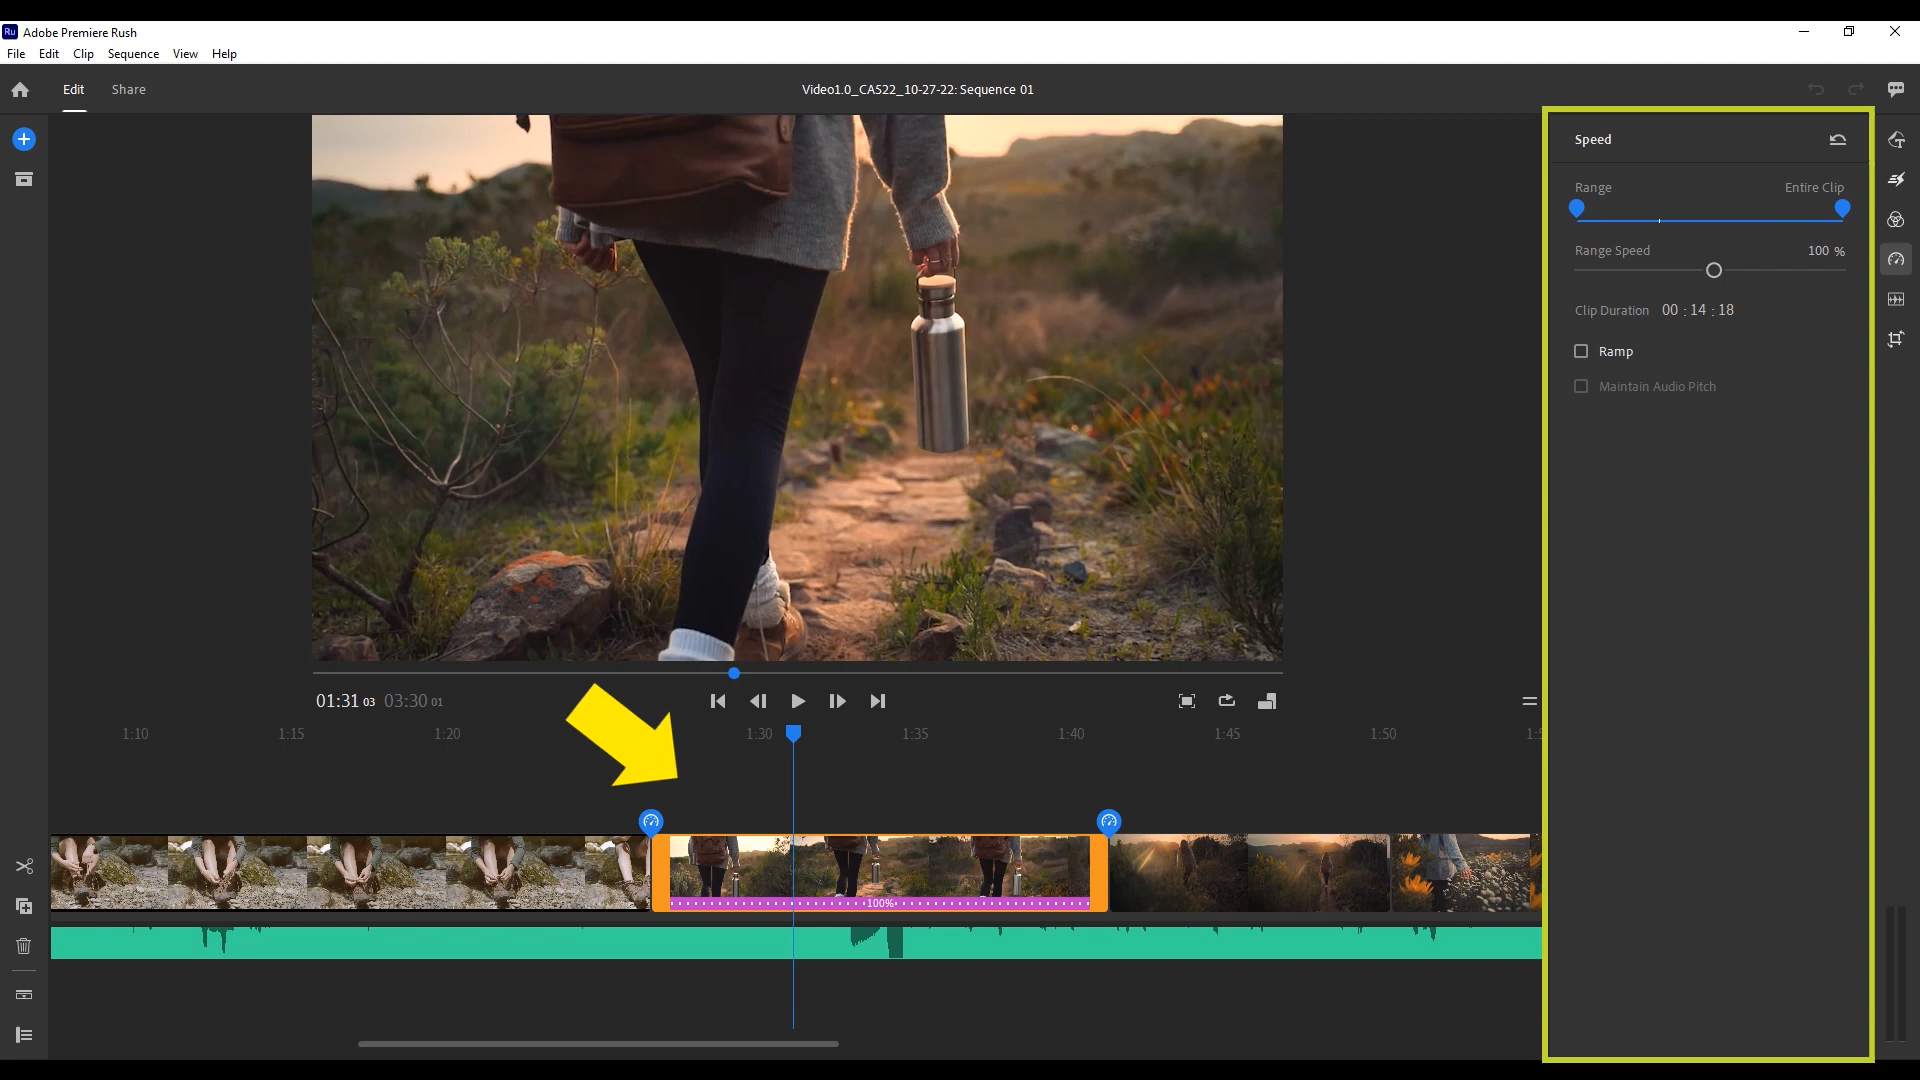 Ru Adobe Premiere Rush
File Edit Clip Sequence View Help
Edit Share Video1.0_CA522_10-27-22: Sequence 01
Speed
Range Entire Clip
Range Speed 100 %
Clip Duration 00 : 14 : 18
Ramp
Maintain Audio Pitch
01:31 03 03:30 01
1:10 1:15 1:20 1:30 1:35 1:40 1:45 1:50
100%